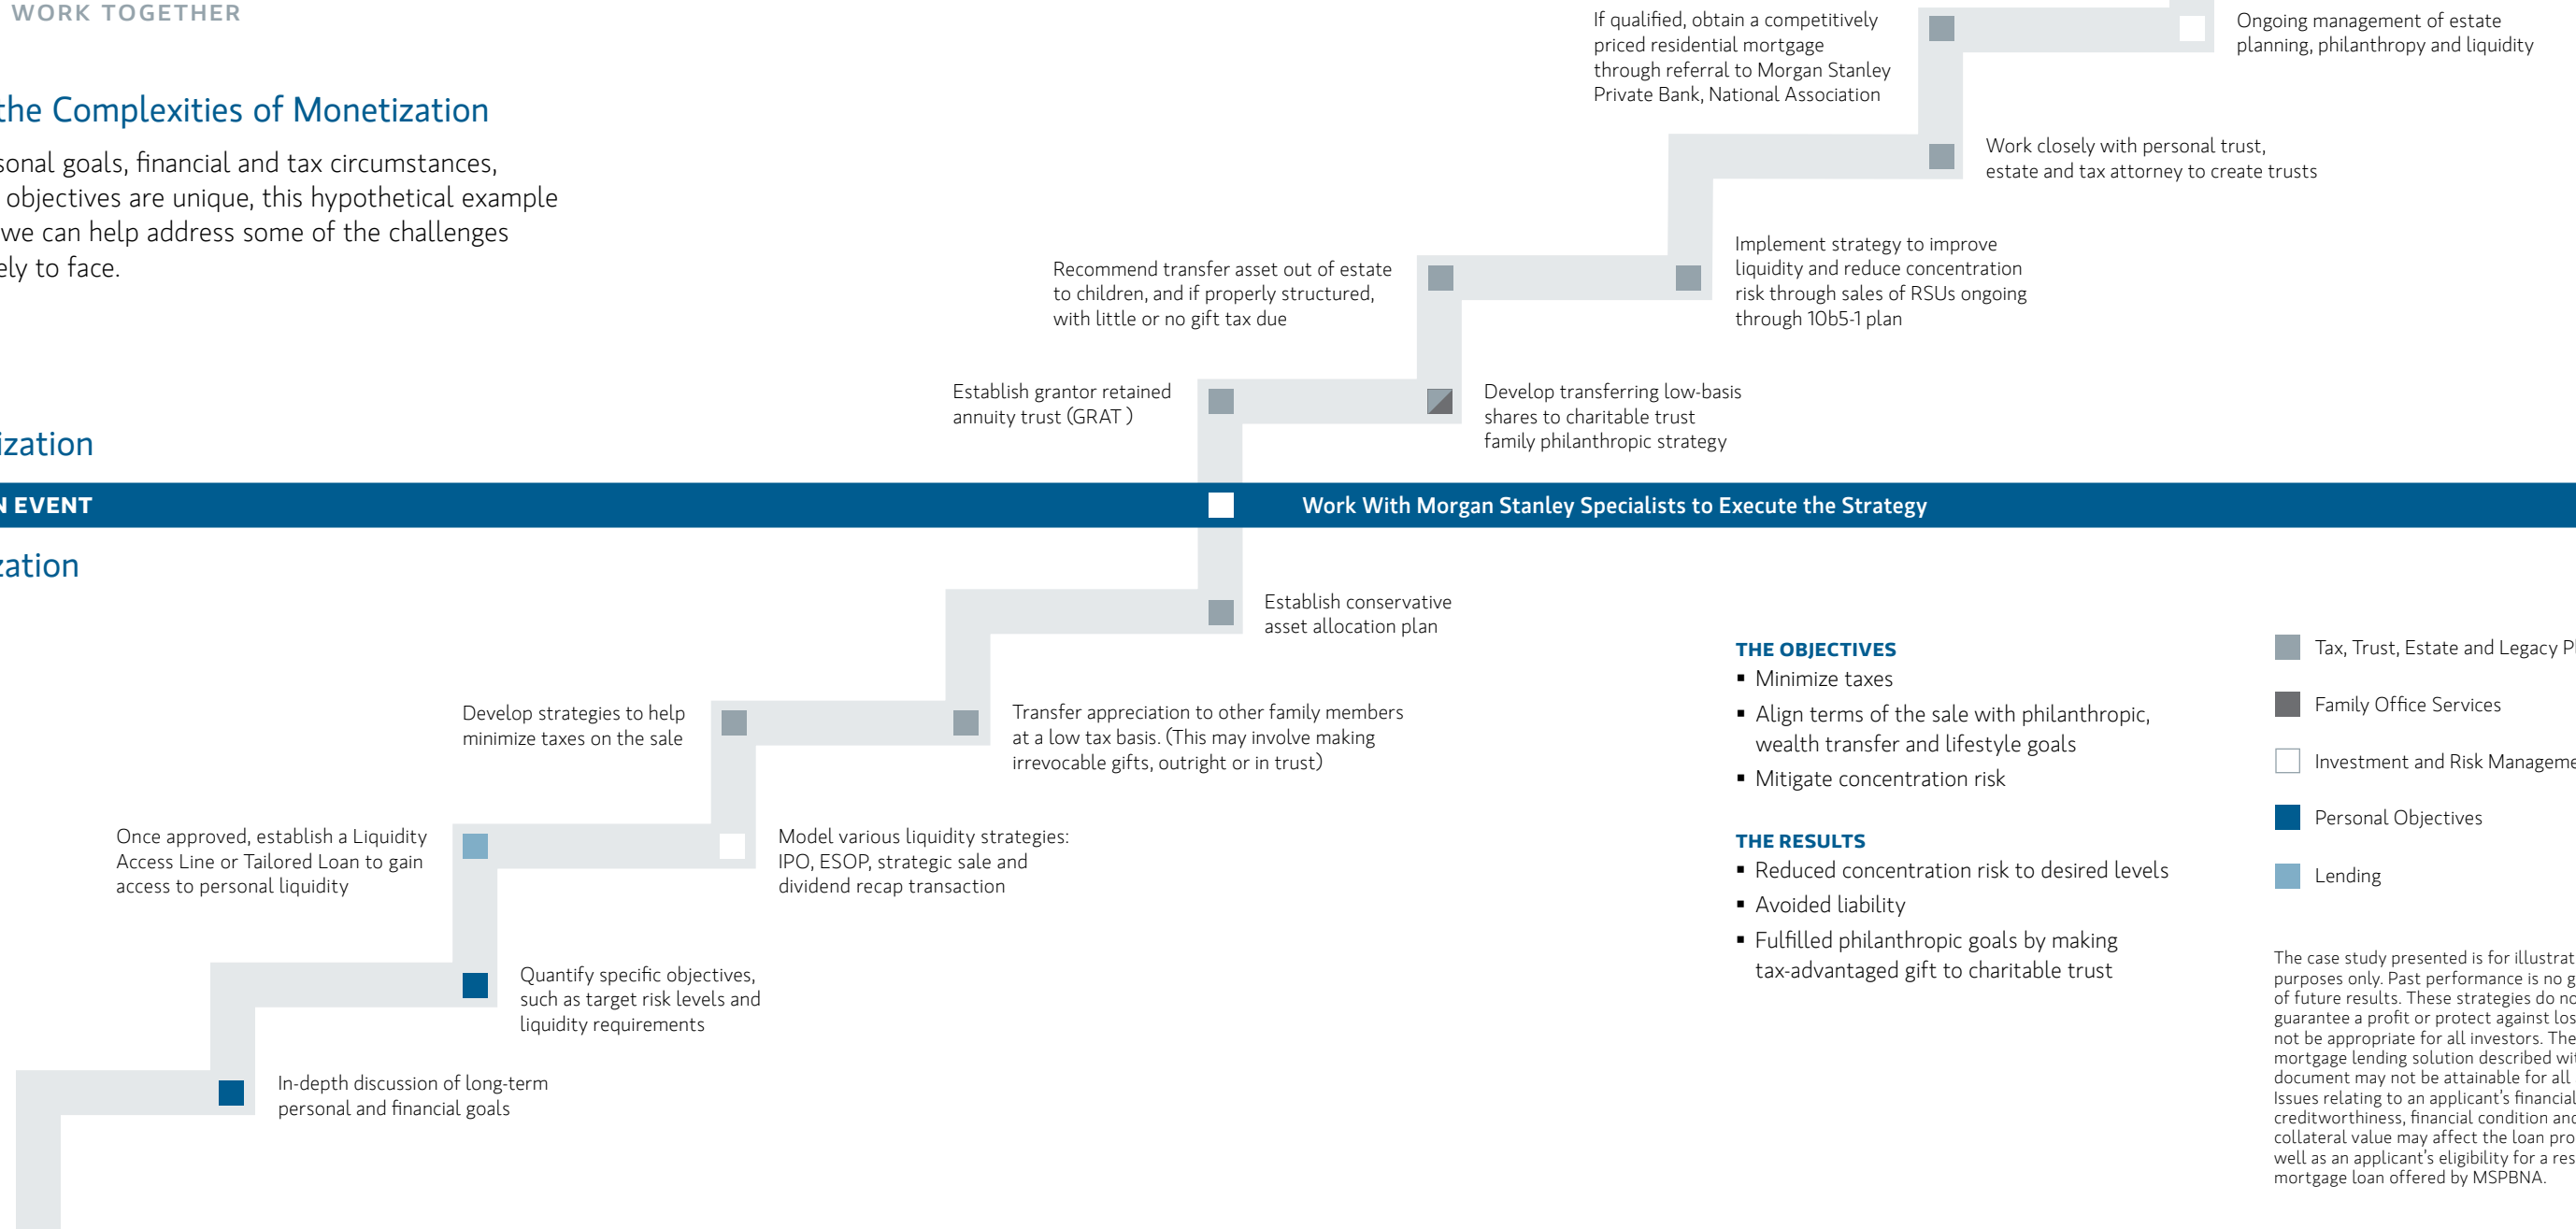 WORK TOGETHER
the Complexities of Monetization
sonal goals, financial and tax circumstances,
objectives are unique, this hypothetical example
we can help address some of the challenges
ely to face.
If qualified, obtain a competitively
priced residential mortgage
through referral to Morgan Stanley
Private Bank, National Association
Ongoing management of estate
planning, philanthropy and liquidity
Work closely with personal trust,
estate and tax attorney to create trusts
Recommend transfer asset out of estate
to children, and if properly structured,
with little or no gift tax due
Implement strategy to improve
liquidity and reduce concentration
risk through sales of RSUs ongoing
through 10b5-1 plan
Establish grantor retained
annuity trust (GRAT )
Develop transferring low-basis
shares to charitable trust
family philanthropic strategy
ization
N EVENT
Work With Morgan Stanley Specialists to Execute the Strategy
zation
Establish conservative
asset allocation plan
Develop strategies to help
minimize taxes on the sale
Transfer appreciation to other family members
at a low tax basis. (This may involve making
irrevocable gifts, outright or in trust)
Once approved, establish a Liquidity
Access Line or Tailored Loan to gain
access to personal liquidity
Model various liquidity strategies:
IPO, ESOP, strategic sale and
dividend recap transaction
Quantify specific objectives,
such as target risk levels and
liquidity requirements
In-depth discussion of long-term
personal and financial goals
THE OBJECTIVES
▪ Minimize taxes
▪ Align terms of the sale with philanthropic,
wealth transfer and lifestyle goals
▪ Mitigate concentration risk
THE RESULTS
▪ Reduced concentration risk to desired levels
▪ Avoided liability
▪ Fulfilled philanthropic goals by making
tax-advantaged gift to charitable trust
Tax, Trust, Estate and Legacy Pl
Family Office Services
Investment and Risk Manageme
Personal Objectives
Lending
The case study presented is for illustrat
purposes only. Past performance is no g
of future results. These strategies do no
guarantee a profit or protect against los
not be appropriate for all investors. The
mortgage lending solution described wit
document may not be attainable for all
Issues relating to an applicant's financial
creditworthiness, financial condition and
collateral value may affect the loan pro
well as an applicant's eligibility for a res
mortgage loan offered by MSPBNA.